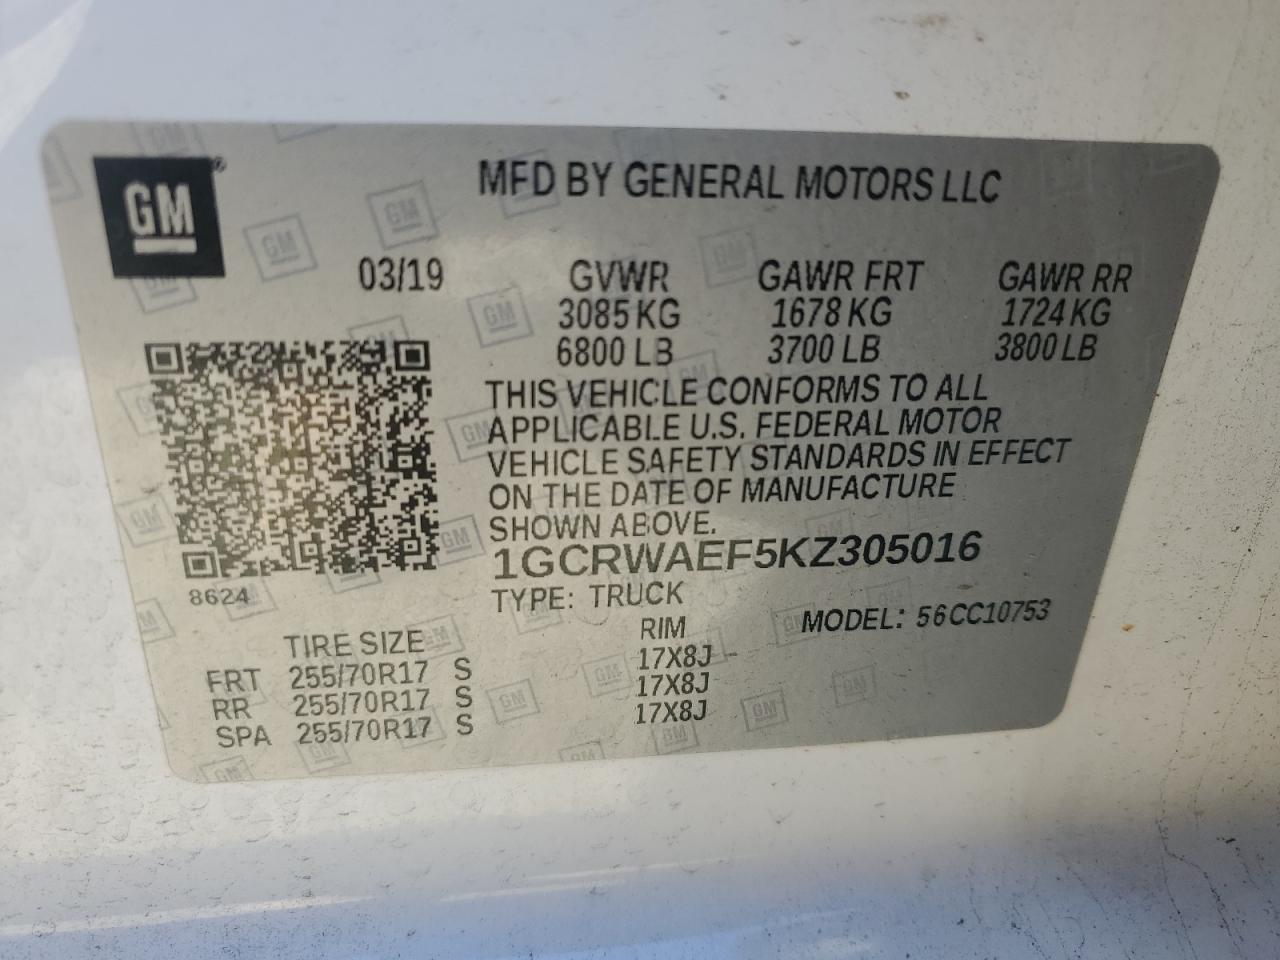 GM®
MFD BY GENERAL MOTORS LLC
03/19 GVWR GAWR FRT GAWR RR
3085 KG 1678 KG 1724 KG
6800 LB 3700 LB 3800 LB
THIS VEHICLE CONFORMS TO ALL
APPLICABLE U.S. FEDERAL MOTOR
VEHICLE SAFETY STANDARDS IN EFFECT
ON THE DATE OF MANUFACTURE
SHOWN ABOVE.
1GCRWAEF5KZ305016
8624
TYPE: TRUCK
MODEL: 56CC10753
TIRE SIZE RIM
FRT 255/70R17 S 17X8J
RR 255/70R17 S 17X8J
SPA 255/70R17 S 17X8J